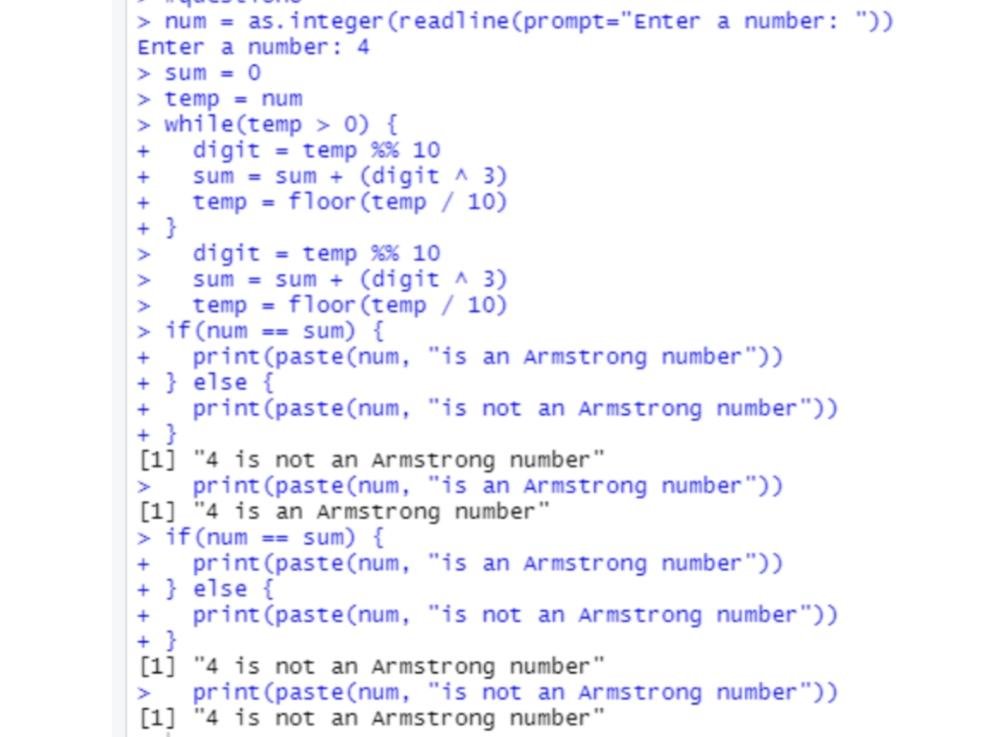 > #questions
> num = as.integer(readline(prompt="Enter a number: "))
Enter a number: 4
> sum = 0
> temp = num
> while(temp > 0) {
+   digit = temp %% 10
+   sum = sum + (digit ^ 3)
+   temp = floor(temp / 10)
+ }
>   digit = temp %% 10
>   sum = sum + (digit ^ 3)
>   temp = floor(temp / 10)
> if(num == sum) {
+   print(paste(num, "is an Armstrong number"))
+ } else {
+   print(paste(num, "is not an Armstrong number"))
+ }
[1] "4 is not an Armstrong number"
>   print(paste(num, "is an Armstrong number"))
[1] "4 is an Armstrong number"
> if(num == sum) {
+   print(paste(num, "is an Armstrong number"))
+ } else {
+   print(paste(num, "is not an Armstrong number"))
+ }
[1] "4 is not an Armstrong number"
>   print(paste(num, "is not an Armstrong number"))
[1] "4 is not an Armstrong number"